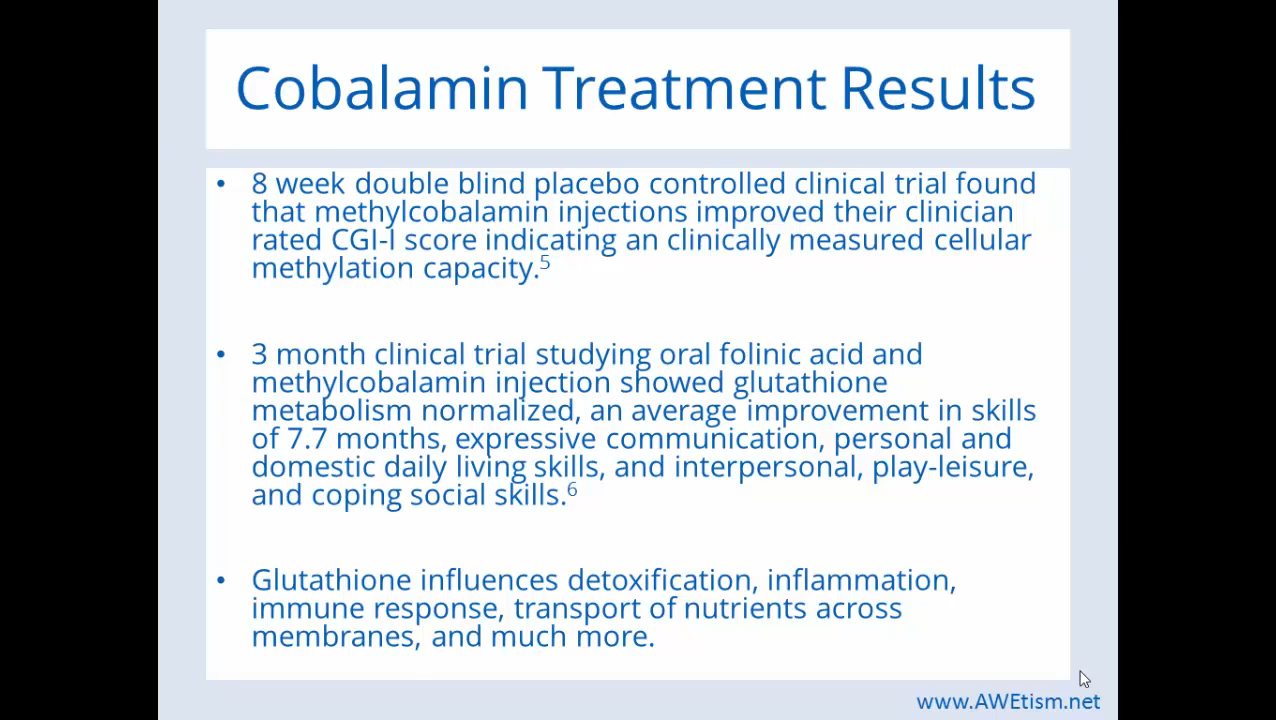 Cobalamin Treatment Results
• 8 week double blind placebo controlled clinical trial found
that methylcobalamin injections improved their clinician
rated CGI-I score indicating an clinically measured cellular
methylation capacity.5
• 3 month clinical trial studying oral folinic acid and
methylcobalamin injection showed glutathione
metabolism normalized, an average improvement in skills
of 7.7 months, expressive communication, personal and
domestic daily living skills, and interpersonal, play-leisure,
and coping social skills.6
• Glutathione influences detoxification, inflammation,
immune response, transport of nutrients across
membranes, and much more.
www.AWEtism.net